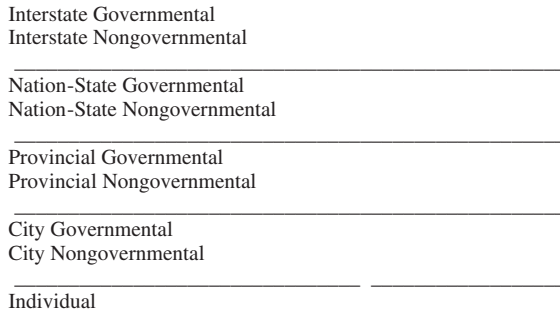 Interstate Governmental
Interstate Nongovernmental
Nation-State Governmental
Nation-State Nongovernmental
Provincial Governmental
Provincial Nongovernmental
City Governmental
City Nongovernmental
Individual